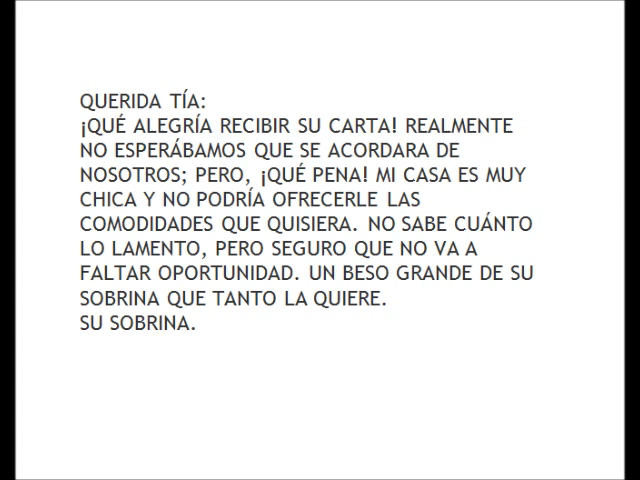 QUERIDA TÍA:
¡QUÉ ALEGRÍA RECIBIR SU CARTA! REALMENTE
NO ESPERÁBAMOS QUE SE ACORDARA DE
NOSOTROS; PERO, ¡QUÉ PENA! MI CASA ES MUY
CHICA Y NO PODRÍA OFRECERLE LAS
COMODIDADES QUE QUISIERA. NO SABE CUÁNTO
LO LAMENTO, PERO SEGURO QUE NO VA A
FALTAR OPORTUNIDAD. UN BESO GRANDE DE SU
SOBRINA QUE TANTO LA QUIERE.
SU SOBRINA.